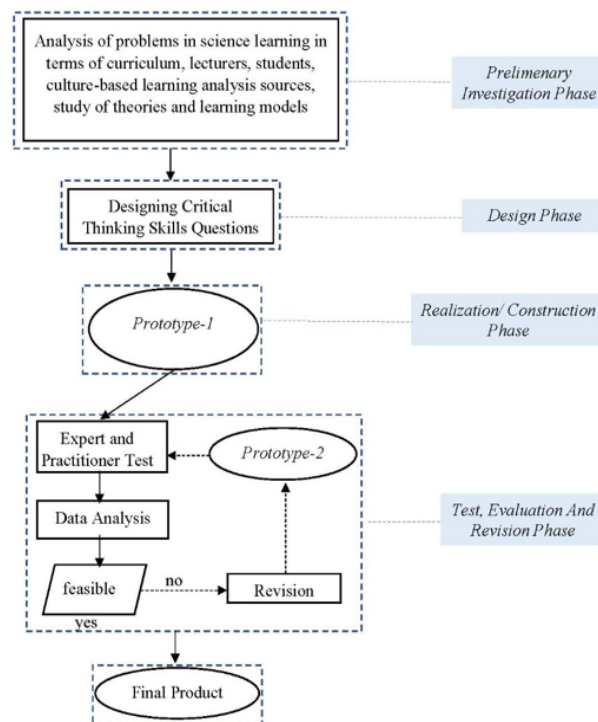 Analysis of problems in science learning in
terms of curriculum, lecturers, students,
culture-based learning analysis sources,
study of theories and learning models
Prelimenary
Investigation Phase
Designing Critical
Thinking Skills Questions
Design Phase
Prototype-1
Realization/ Construction
Phase
Expert and
Practitioner Test
Prototype-2
Data Analysis
Test, Evaluation And
Revision Phase
feasible
no
Revision
yes
Final Product